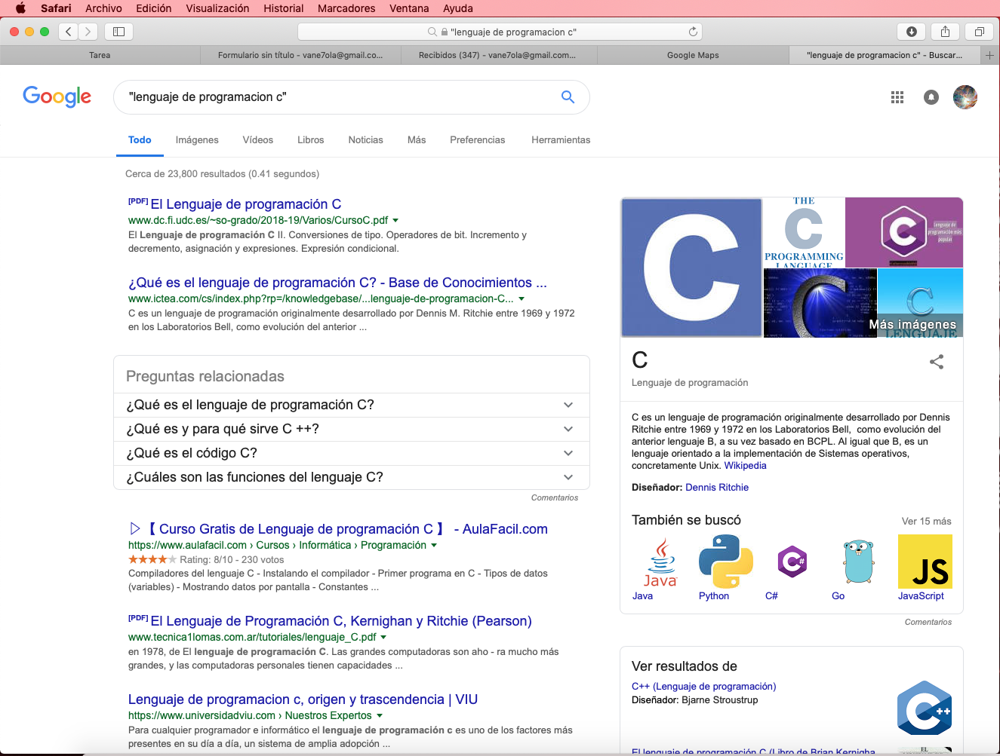 Safari Archivo Edición Visualización Historial Marcadores Ventana Ayuda
"lenguaje de programacion c"
Tarea
Formulario sin título - vane7ola@gmail.co...
Recibidos (347) - vane7ola@gmail.com...
Google Maps
"lenguaje de programacion c" - Buscar...
Google
"lenguaje de programacion c"
Todo Imágenes Vídeos Libros Noticias Más Preferencias Herramientas
Cerca de 23,800 resultados (0.41 segundos)
[PDF] El Lenguaje de programación C
www.dc.fi.udc.es/~so-grado/2018-19/Varios/CursoC.pdf
El Lenguaje de programación C II. Conversiones de tipo. Operadores de bit. Incremento y
decremento, asignación y expresiones. Expresión condicional.
¿Qué es el lenguaje de programación C? - Base de Conocimientos ...
www.ictea.com/cs/index.php?rp=/knowledgebase/...lenguaje-de-programacion-C...
C es un lenguaje de programación originalmente desarrollado por Dennis M. Ritchie entre 1969 y 1972
en los Laboratorios Bell, como evolución del anterior ...
Preguntas relacionadas
¿Qué es el lenguaje de programación C?
¿Qué es y para qué sirve C ++?
¿Qué es el código C?
¿Cuáles son las funciones del lenguaje C?
Comentarios
【 Curso Gratis de Lenguaje de programación C 】 - AulaFacil.com
https://www.aulafacil.com › Cursos › Informática › Programación
Rating: 8/10 - 230 votos
Compiladores del lenguaje C - Instalando el compilador - Primer programa en C - Tipos de datos
(variables) - Mostrando datos por pantalla - Constantes ...
[PDF] El Lenguaje de Programación C, Kernighan y Ritchie (Pearson)
www.tecnica1lomas.com.ar/tutoriales/lenguaje_C.pdf
en 1978, de El lenguaje de programación C. Las grandes computadoras son aho - ra mucho más
grandes, y las computadoras personales tienen capacidades ...
Lenguaje de programacion c, origen y trascendencia | VIU
https://www.universidadviu.com › Nuestros Expertos
Para cualquier programador e informático el lenguaje de programación c es uno de los factores más
presentes en su día a día, un sistema de amplia adopción ...
C
THE
C
PROGRAMMING
LANGUAGE
C
Lenguaje de
programación más
popular
C
C
LENGUAJE
Más imágenes
C
Lenguaje de programación
C es un lenguaje de programación originalmente desarrollado por Dennis
Ritchie entre 1969 y 1972 en los Laboratorios Bell, como evolución del
anterior lenguaje B, a su vez basado en BCPL. Al igual que B, es un
lenguaje orientado a la implementación de Sistemas operativos,
concretamente Unix. Wikipedia
Diseñador: Dennis Ritchie
También se buscó
Ver 15 más
Java
C#
JS
Java Python C# Go JavaScript
Comentarios
Ver resultados de
C++ (Lenguaje de programación)
Diseñador: Bjarne Stroustrup
C++
El lenguaje de programación C (Libro de Brian Kernigha
EL